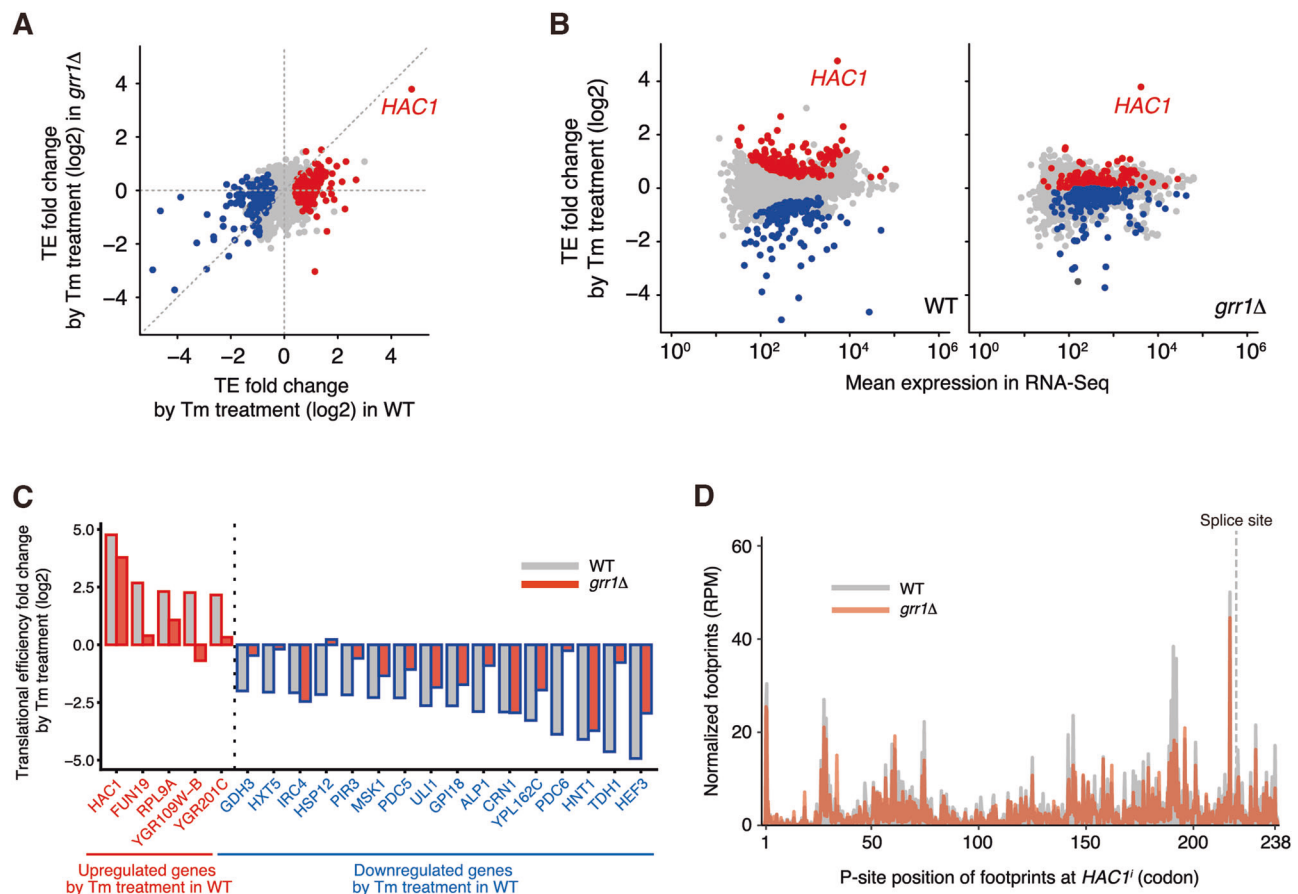 A
TE fold change
by Tm treatment (log2) in grr1Δ
4
2
0
−2
−4
HAC1
−4 −2 0 2 4
TE fold change
by Tm treatment (log2) in WT
B
TE fold change
by Tm treatment (log2)
4
2
0
−2
−4
HAC1
WT
HAC1
grr1Δ
10⁰ 10² 10⁴ 10⁶ 10⁰ 10² 10⁴ 10⁶
Mean expression in RNA-Seq
C
Translational efficiency fold change
by Tm treatment (log2)
5.0
2.5
0.0
−2.5
−5.0
WT
grr1Δ
HAC1
FUN19
RPL9A
YGR109W−B
YGR201C
GDH3
HXT5
IRC4
HSP12
PIR3
MSK1
PDC5
ULI1
GPI18
ALP1
CRN1
YPL162C
PDC6
HNT1
TDH1
HEF3
Upregulated genes
by Tm treatment in WT
Downregulated genes
by Tm treatment in WT
D
Splice site
Normalized footprints (RPM)
60
40
20
0
WT
grr1Δ
1 50 100 150 200 238
P-site position of footprints at HAC1ⁱ (codon)